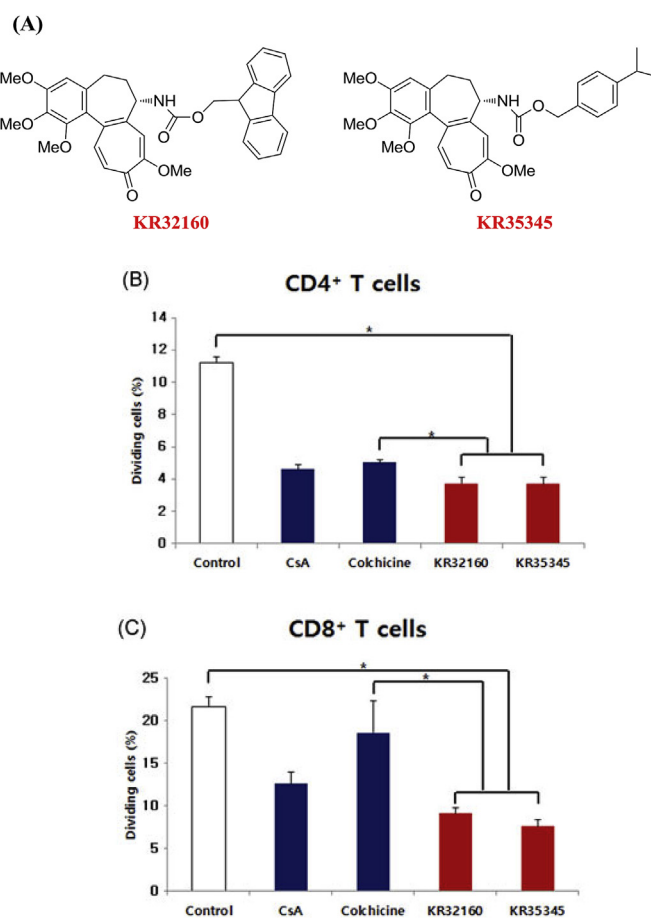 (A)
MeO
MeO
MeO
NH
O
O
OMe
O
KR32160
MeO
MeO
MeO
NH
O
O
OMe
O
KR35345
(B)
CD4⁺ T cells
Dividing cells (%)
14
12
10
8
6
4
2
0
*
*
Control CsA Colchicine KR32160 KR35345
(C)
CD8⁺ T cells
Dividing cells (%)
25
20
15
10
5
0
*
*
Control CsA Colchicine KR32160 KR35345